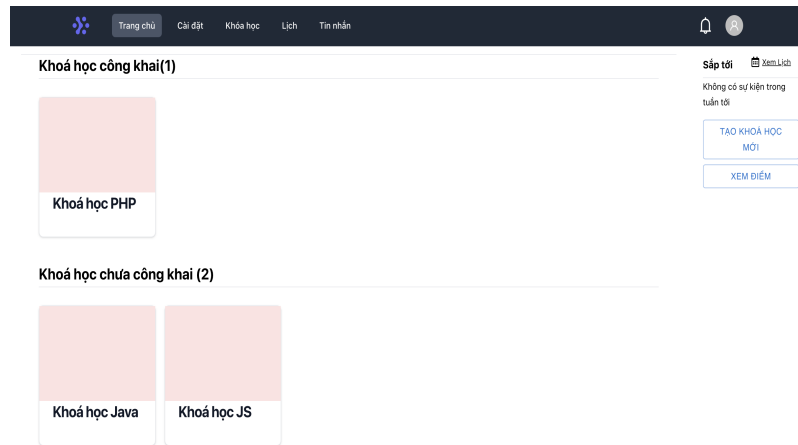 Trang chủ Cài đặt Khóa học Lịch Tin nhắn
Khoá học công khai(1)
Khoá học PHP
Khoá học chưa công khai (2)
Khoá học Java Khoá học JS
Sắp tới Xem Lịch
Không có sự kiện trong
tuần tới
TẠO KHOÁ HỌC
MỚI
XEM ĐIỂM